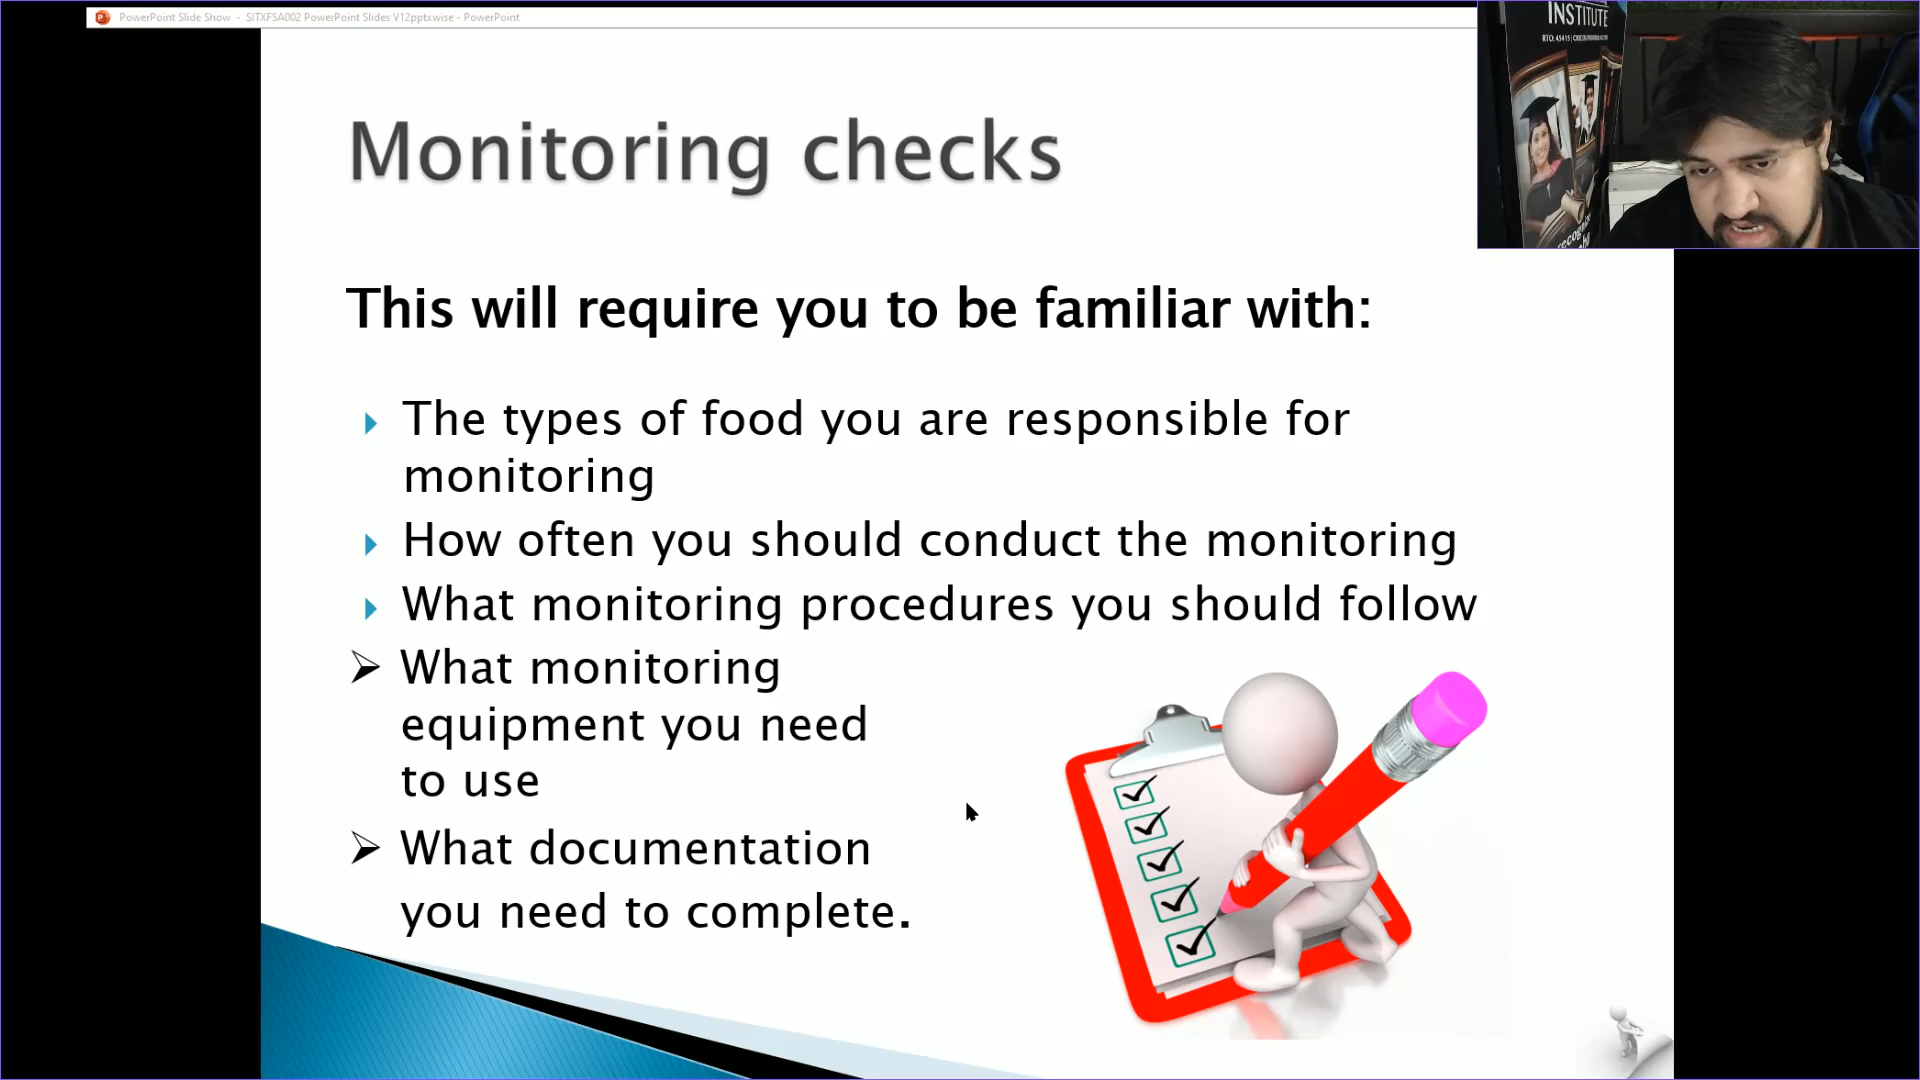 PowerPoint Slide Show - SITXFSA002 PowerPoint Slides V12pptxwise - PowerPoint
INSTITUTE
Monitoring checks
This will require you to be familiar with:
The types of food you are responsible for
monitoring
How often you should conduct the monitoring
What monitoring procedures you should follow
What monitoring
equipment you need
to use
What documentation
you need to complete.